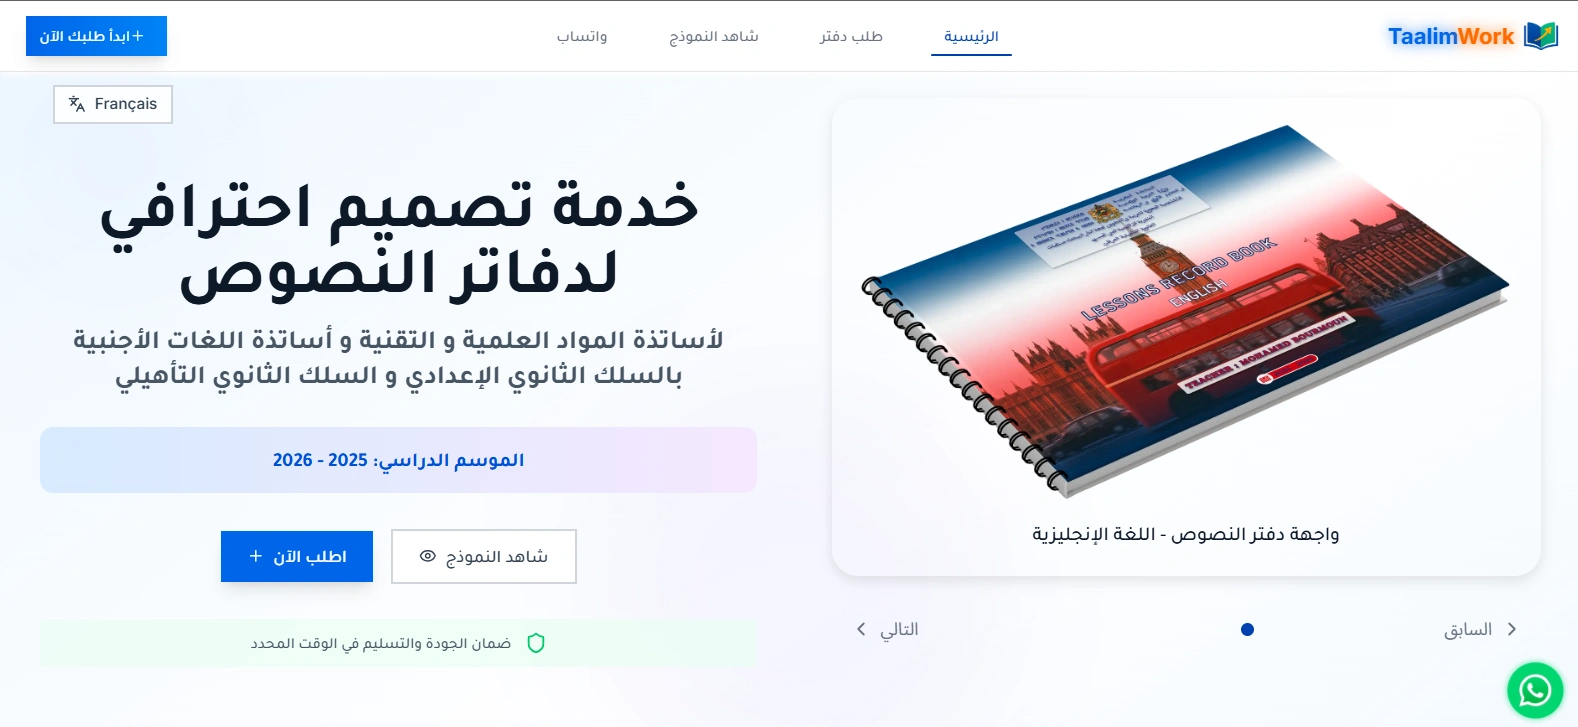 TaalimWork
الرئيسية
طلب دفتر
شاهد النموذج
واتساب
ابدأ طلبك الآن
Français
LESSONS RECORD BOOK
ENGLISH
TEACHER : MOHAMED BOURMOUN
واجهة دفتر النصوص - اللغة الإنجليزية
السابق
التالي
خدمة تصميم احترافي
لدفاتر النصوص
لأساتذة المواد العلمية و التقنية و أساتذة اللغات الأجنبية
بالسلك الثانوي الإعدادي و السلك الثانوي التأهيلي
الموسم الدراسي: 2025 - 2026
شاهد النموذج
اطلب الآن
ضمان الجودة والتسليم في الوقت المحدد